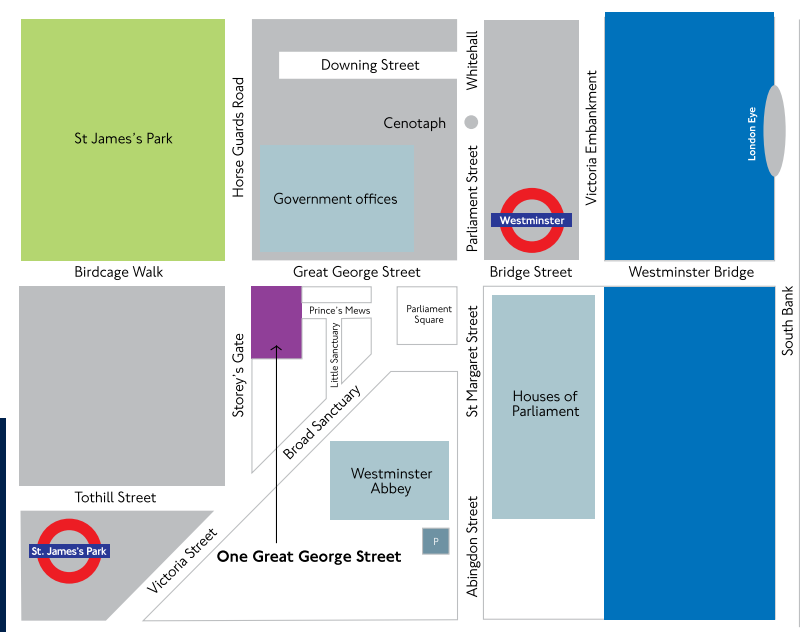 Downing Street
Whitehall
St James's Park
Horse Guards Road
Cenotaph
Victoria Embankment
London Eye
Government offices
Parliament Street
Westminster
Birdcage Walk
Great George Street
Bridge Street
Westminster Bridge
Prince's Mews
Parliament
Square
South Bank
Storey's Gate
Little Sanctuary
St Margaret Street
Broad Sanctuary
Houses of
Parliament
Westminster
Abbey
Tothill Street
St. James's Park
Victoria Street
One Great George Street
P
Abingdon Street